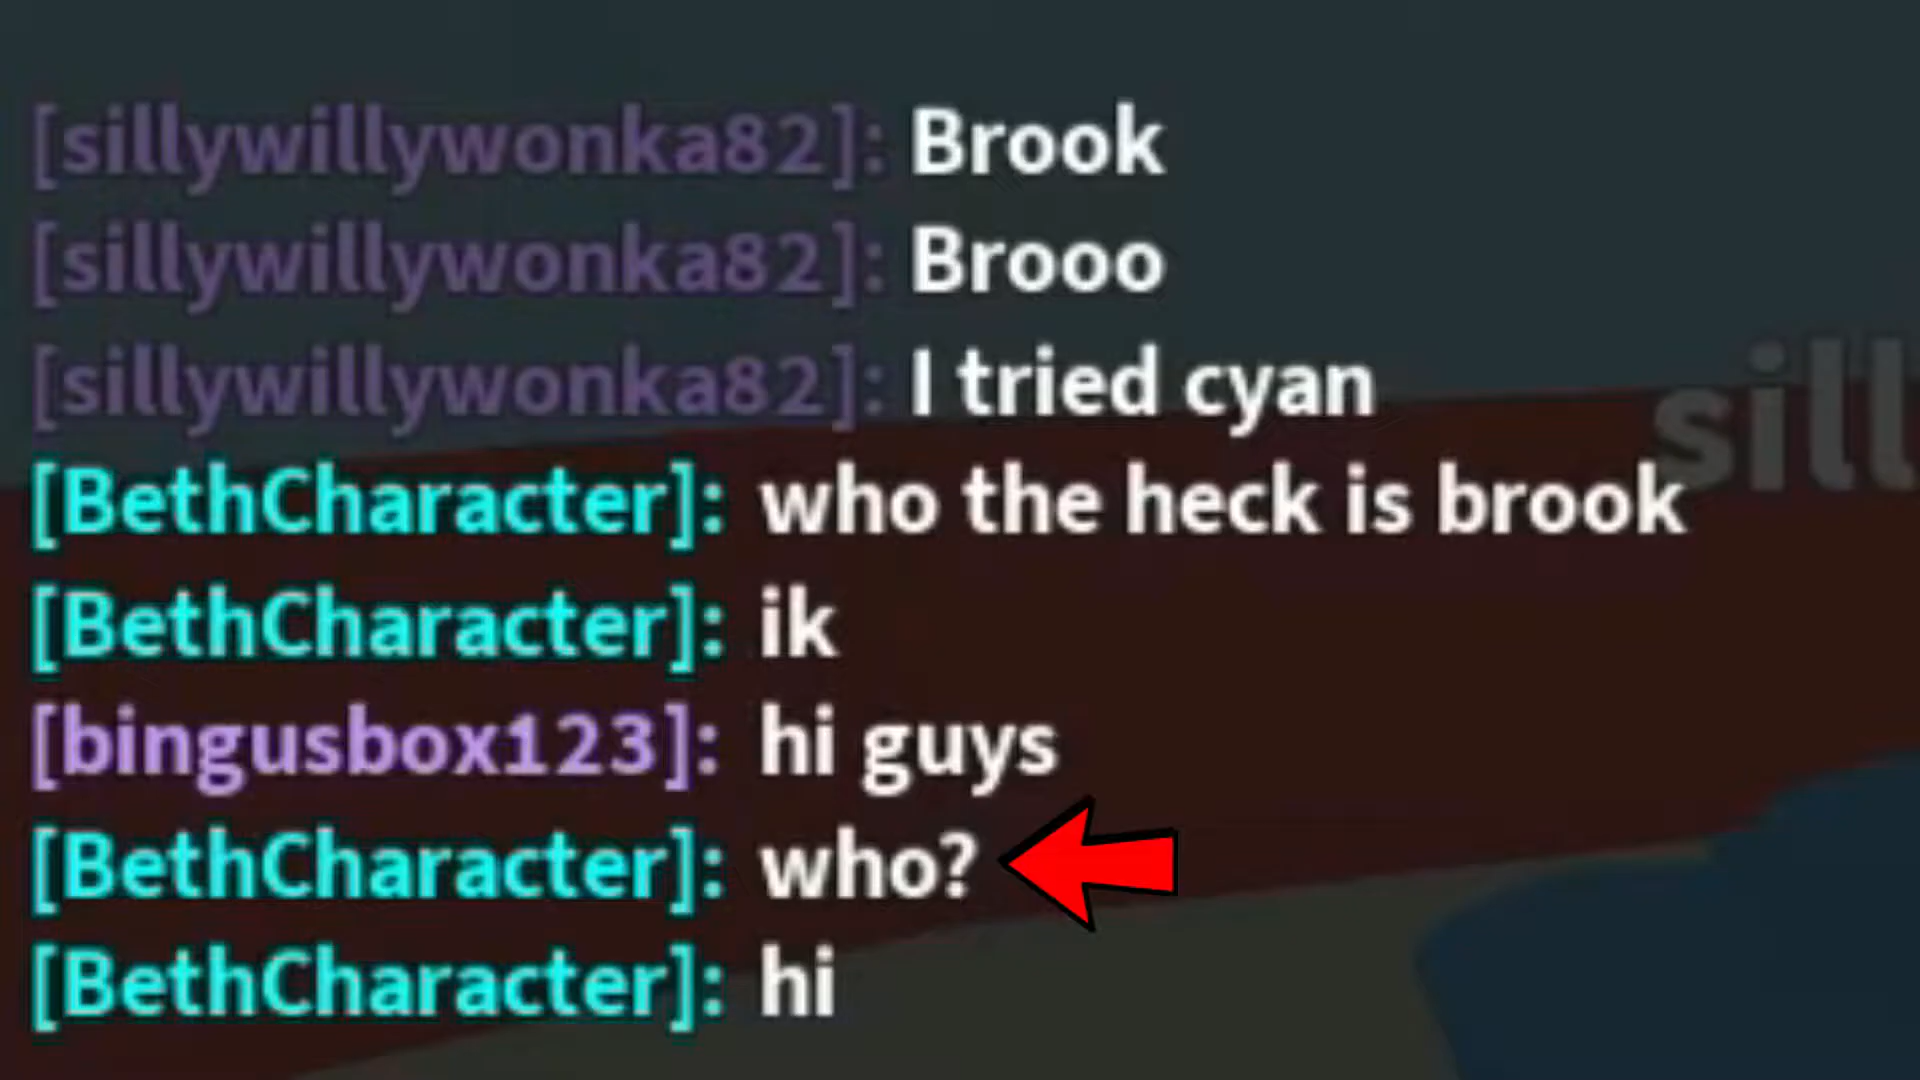 [sillywillywonka82]: Brook
[sillywillywonka82]: Brooo
[sillywillywonka82]: I tried cyan
sill
[BethCharacter]: who the heck is brook
[BethCharacter]: ik
[bingusbox123]: hi guys
[BethCharacter]: who?
[BethCharacter]: hi